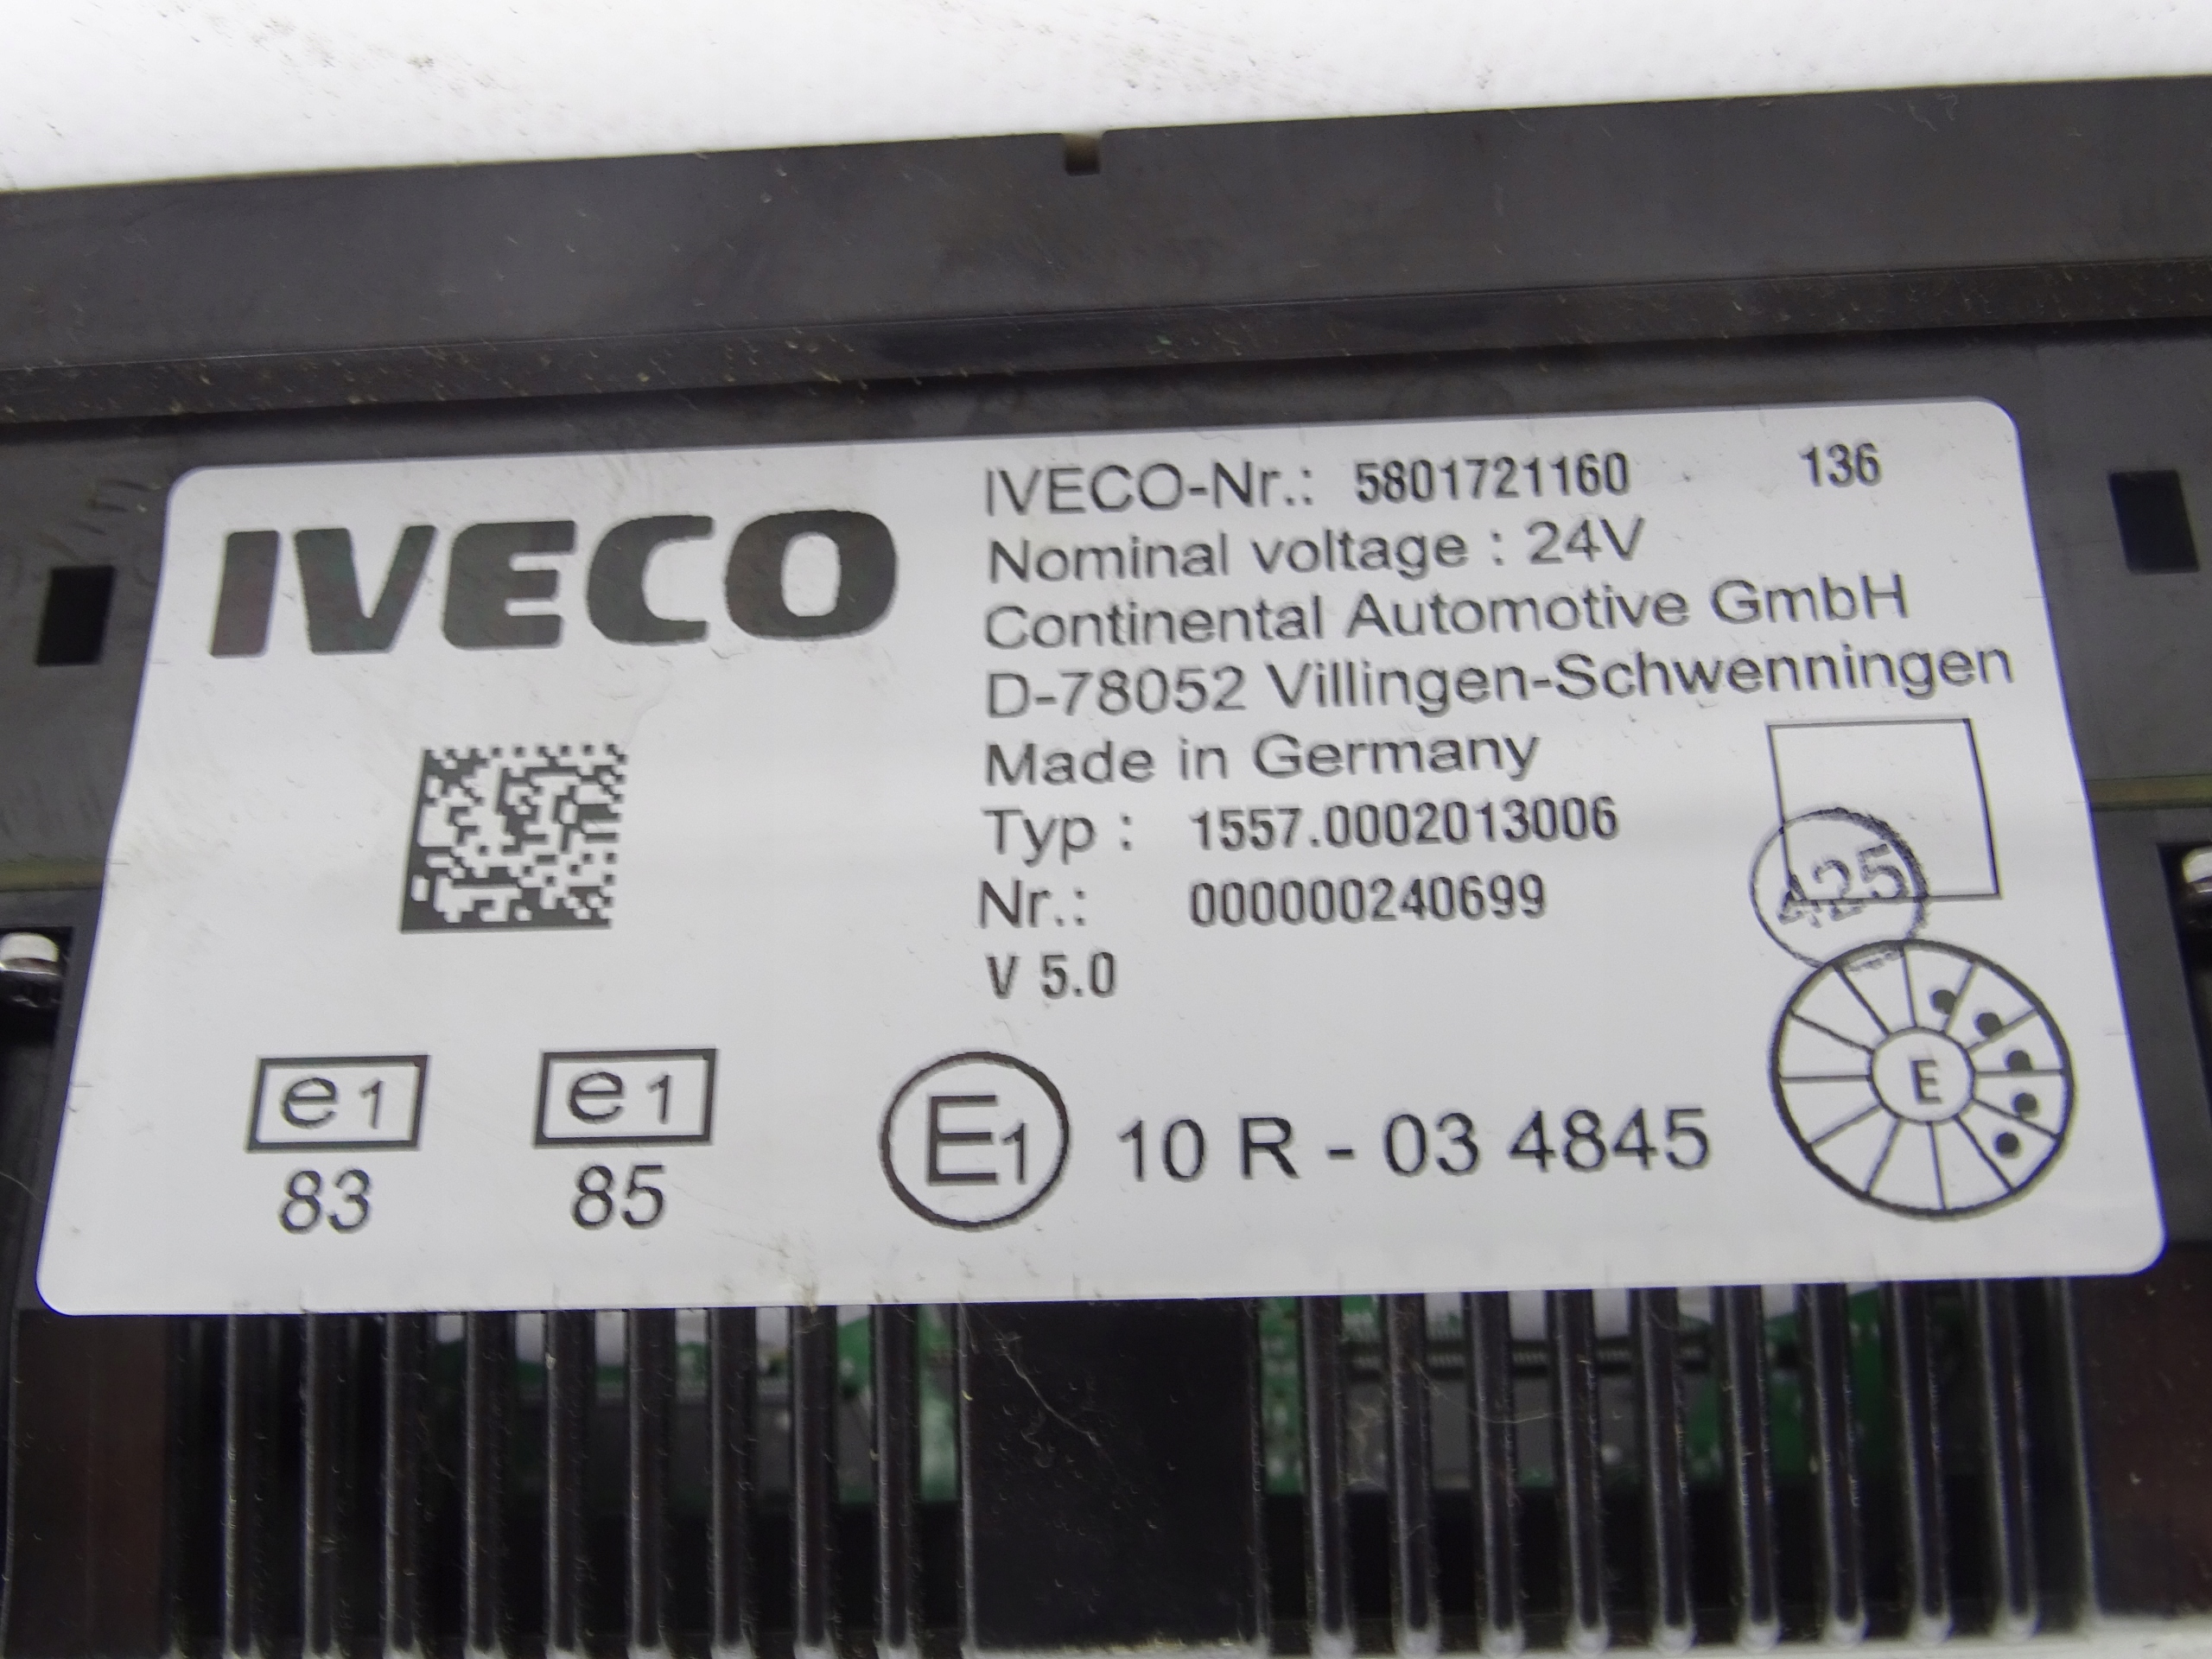 IVECO
IVECO-Nr.: 5801721160 136
Nominal voltage : 24V
Continental Automotive GmbH
D-78052 Villingen-Schwenningen
Made in Germany
Typ : 1557.0002013006
Nr.: 000000240699
V 5.0
425
E
e1
83
e1
85
E1 10 R - 03 4845